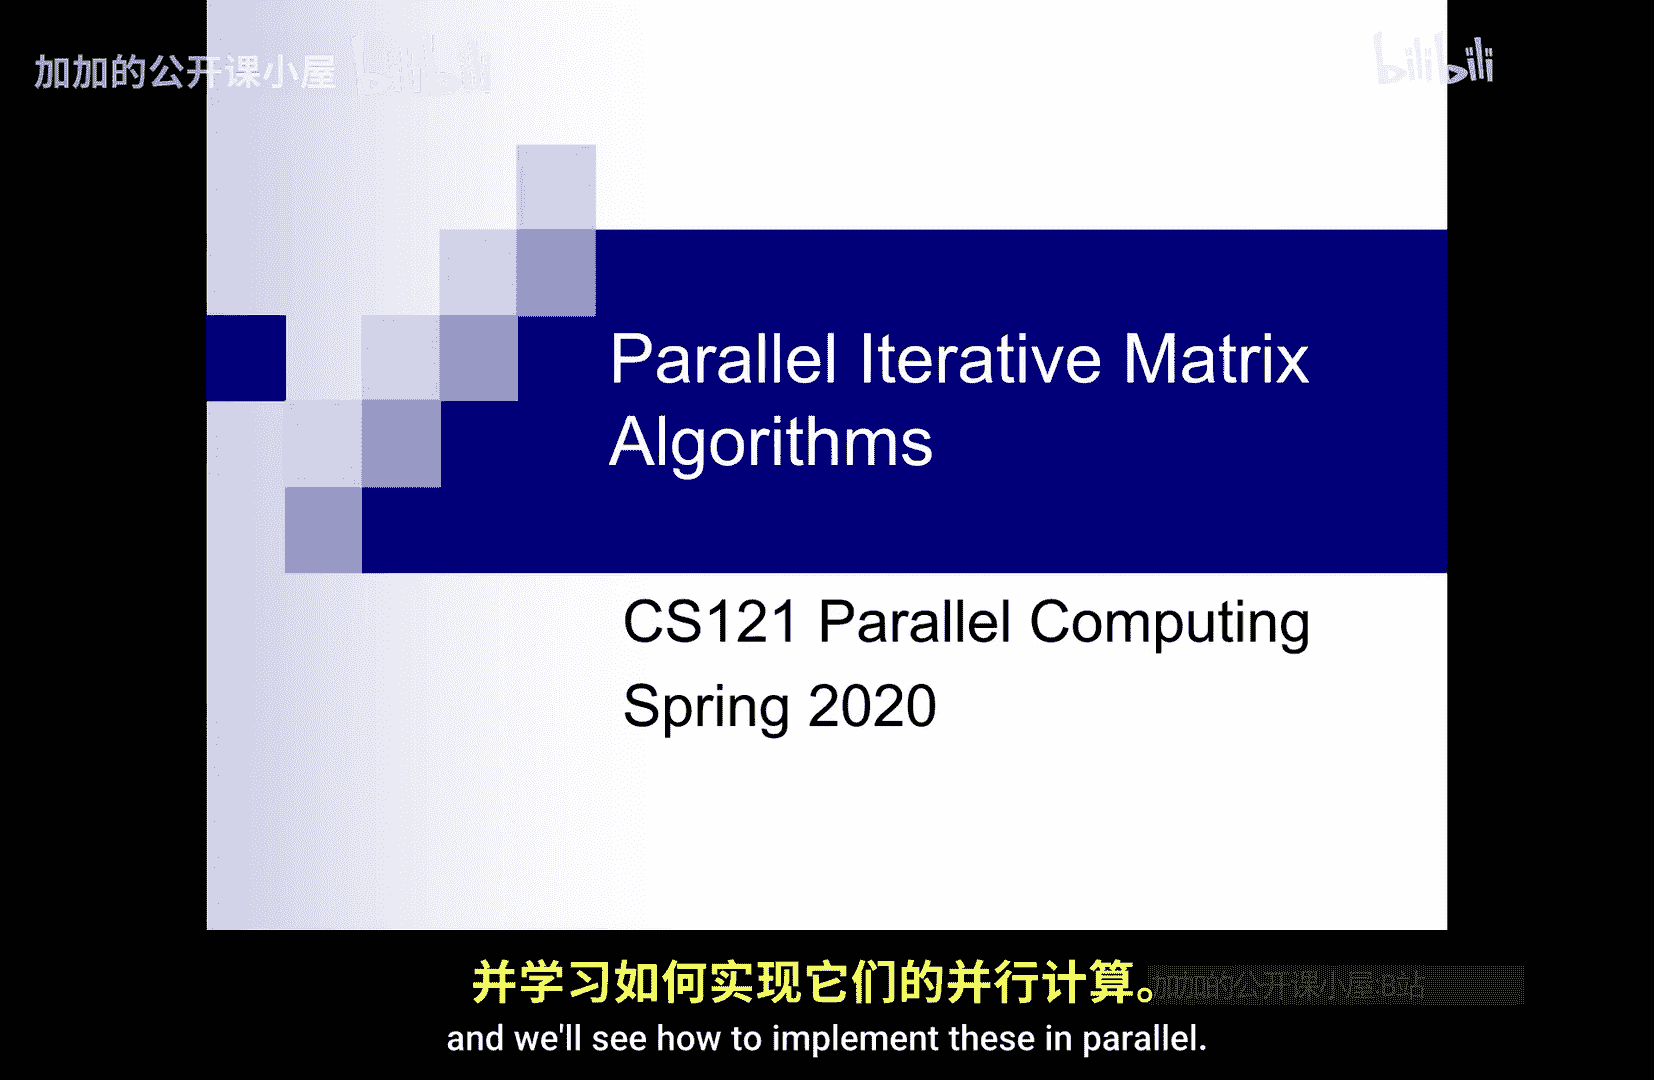 加加的公开课小屋 bilibili
bilibili
Parallel Iterative Matrix
Algorithms
CS121 Parallel Computing
Spring 2020
并学习如何实现它们的并行计算。
加加的公开课小屋:B站
and we'll see how to implement these in parallel.